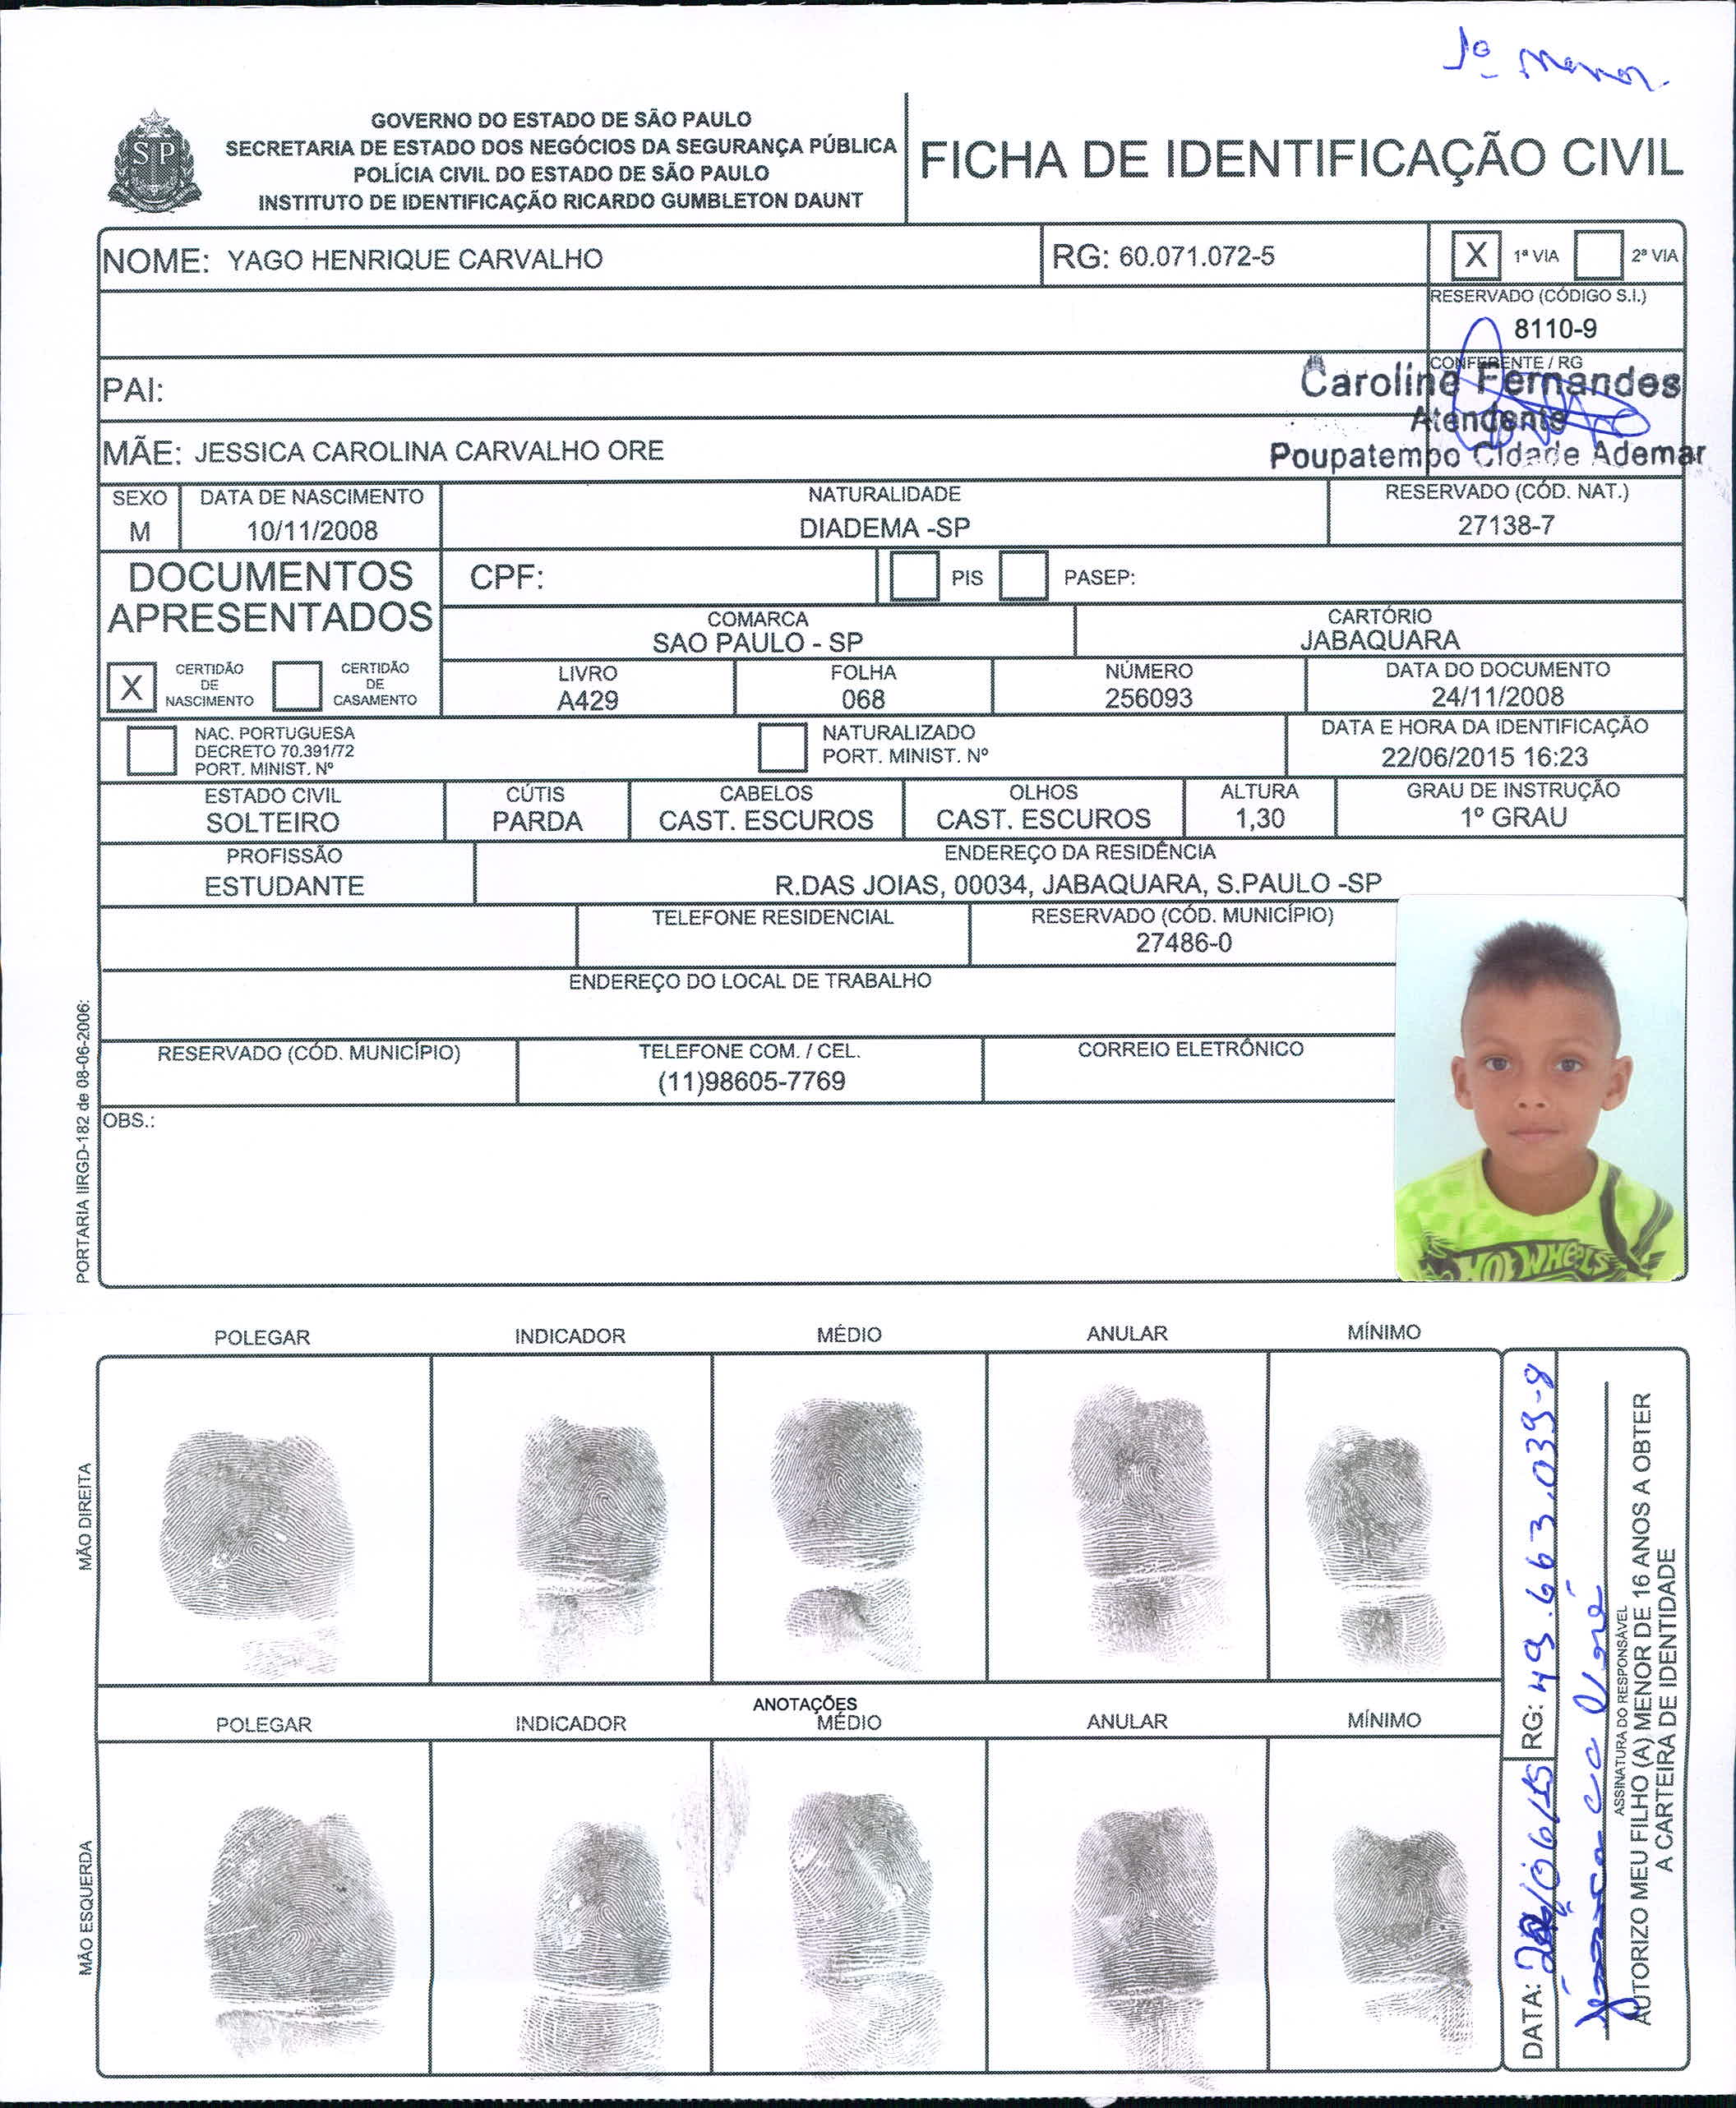 1ª menor
GOVERNO DO ESTADO DE SÃO PAULO
SECRETARIA DE ESTADO DOS NEGÓCIOS DA SEGURANÇA PÚBLICA
POLÍCIA CIVIL DO ESTADO DE SÃO PAULO
INSTITUTO DE IDENTIFICAÇÃO RICARDO GUMBLETON DAUNT
SP
FICHA DE IDENTIFICAÇÃO CIVIL
NOME: YAGO HENRIQUE CARVALHO
RG: 60.071.072-5
X 1ª VIA 2ª VIA
RESERVADO (CÓDIGO S.I.)
8110-9
PAI:
CONFERENTE / RG
Caroline Fernandes
Atendente
Poupatempo Cidade Ademar
MÃE: JESSICA CAROLINA CARVALHO ORE
SEXO
M
DATA DE NASCIMENTO
10/11/2008
NATURALIDADE
DIADEMA -SP
RESERVADO (CÓD. NAT.)
27138-7
DOCUMENTOS
APRESENTADOS
CPF:
PIS
PASEP:
COMARCA
SAO PAULO - SP
CARTÓRIO
JABAQUARA
X CERTIDÃO
DE
NASCIMENTO
CERTIDÃO
DE
CASAMENTO
LIVRO
A429
FOLHA
068
NÚMERO
256093
DATA DO DOCUMENTO
24/11/2008
NAC. PORTUGUESA
DECRETO 70.391/72
PORT. MINIST. Nº
NATURALIZADO
PORT. MINIST. Nº
DATA E HORA DA IDENTIFICAÇÃO
22/06/2015 16:23
ESTADO CIVIL
SOLTEIRO
CÚTIS
PARDA
CABELOS
CAST. ESCUROS
OLHOS
CAST. ESCUROS
ALTURA
1,30
GRAU DE INSTRUÇÃO
1º GRAU
PROFISSÃO
ESTUDANTE
ENDEREÇO DA RESIDÊNCIA
R.DAS JOIAS, 00034, JABAQUARA, S.PAULO -SP
TELEFONE RESIDENCIAL
RESERVADO (CÓD. MUNICÍPIO)
27486-0
ENDEREÇO DO LOCAL DE TRABALHO
RESERVADO (CÓD. MUNICÍPIO)
TELEFONE COM. / CEL.
(11)98605-7769
CORREIO ELETRÔNICO
OBS.:
HOT WHEELS
PORTARIA IIRGD-182 de 08-06-2006:
POLEGAR INDICADOR MÉDIO ANULAR MÍNIMO
MÃO DIREITA
ANOTAÇÕES
POLEGAR INDICADOR MÉDIO ANULAR MÍNIMO
MÃO ESQUERDA
DATA: 22/06/15 RG: 49.663.039-8
ASSINATURA DO RESPONSÁVEL
AUTORIZO MEU FILHO (A) MENOR DE 16 ANOS A OBTER
A CARTEIRA DE IDENTIDADE